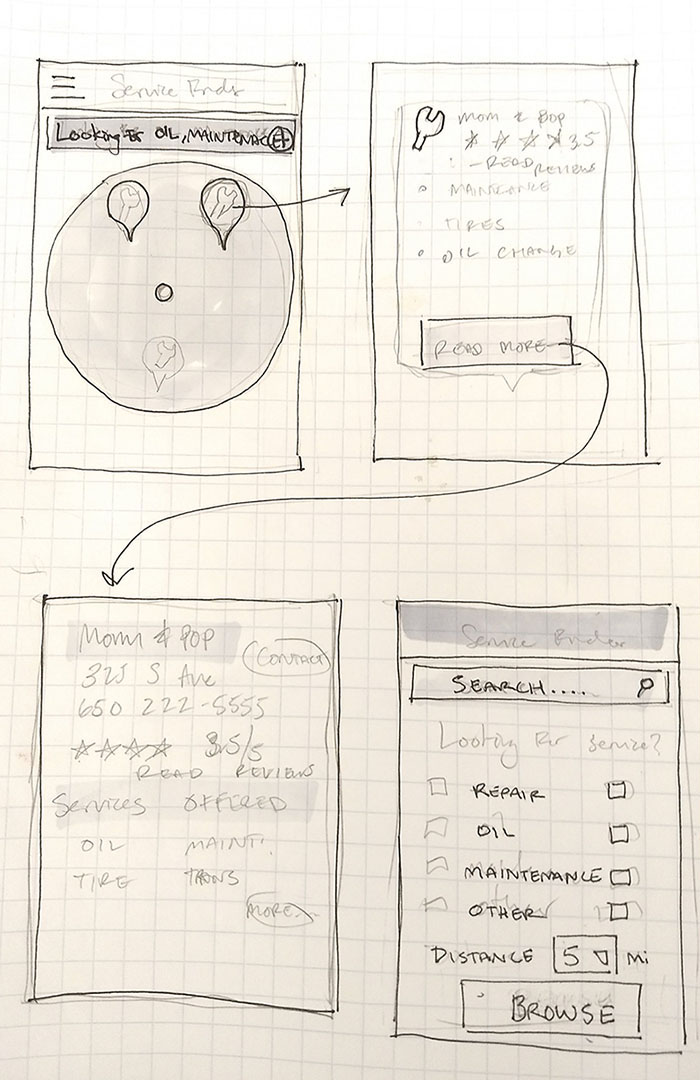 Service Finder
Looking for OIL, MAINTENANCE
Mom & Pop
3.5
- READ REVIEWS
MAINTENANCE
TIRES
OIL CHANGE
READ MORE
Mom & Pop
CONTACT
325 S Ave
650 222-5555
3.5/5
READ REVIEWS
Services OFFERED
OIL MAINT.
TIRE TRANS
MORE
Service Finder
SEARCH....
Looking For Service?
REPAIR
OIL
MAINTENANCE
OTHER
DISTANCE 5 Mi
BROWSE